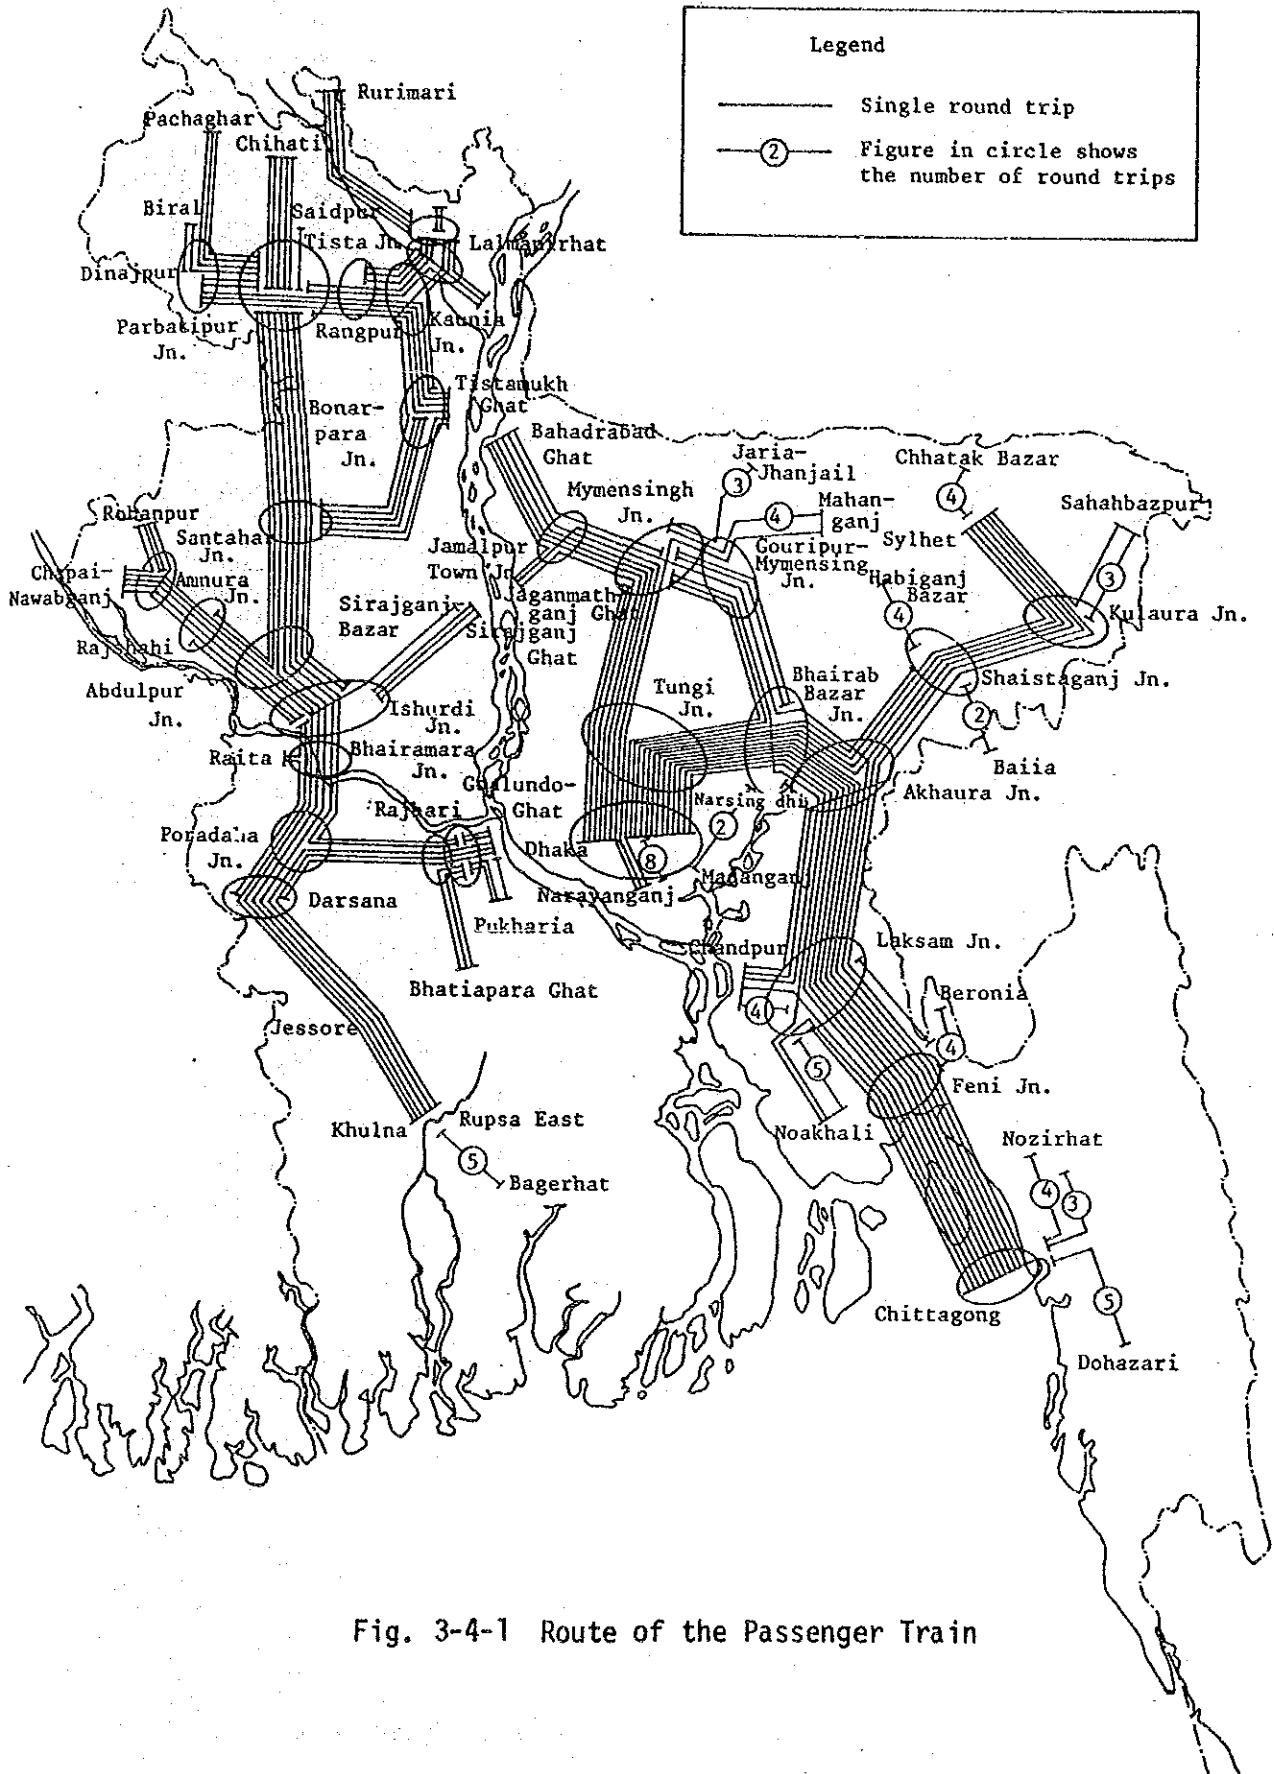 Legend
Single round trip
② Figure in circle shows
the number of round trips
Rurimari
Pachaghar
Chihati
Biral
Saidpur
Tista Jn.
Lalmanirhat
Dinajpur
Parbatipur
Jn.
Rangpur
Kaunia
Jn.
Tistamukh
Ghat
Bonar-
para
Jn.
Bahadrabad
Ghat
Jaria-
Jhanjail
③
Chhatak Bazar
④
Mymensingh
Jn.
④
Mahan-
ganj
Sahahbazpur
Rohanpur
Santahar
Jn.
Jamalpur
Town Jn.
Gouripur-
Mymensing
Jn.
Sylhet
③
Chapai-
Nawabganj
Amnura
Jn.
Sirajganj
Bazar
Jaganmath
ganj Ghat
Habiganj
Bazar
④
Kulaura Jn.
Rajshahi
Sirajganj
Ghat
Abdulpur
Jn.
Ishurdi
Jn.
Tungi
Jn.
Bhairab
Bazar
Jn.
Shaistaganj Jn.
②
Raita
Bhairamara
Jn.
Baiia
Goalundo-
Ghat
Akhaura Jn.
Rajbari
Narsing dhi
②
Poradaha
Jn.
Dhaka
⑧
Madanganj
Darsana
Narayanganj
Pukharia
Chandpur
Laksam Jn.
Bhatiapara Ghat
④
Beronia
④
Jessore
⑤
Feni Jn.
Khulna
Rupsa East
Noakhali
Nozirhat
⑤
Bagerhat
④
③
Chittagong
⑤
Dohazari
Fig. 3-4-1 Route of the Passenger Train